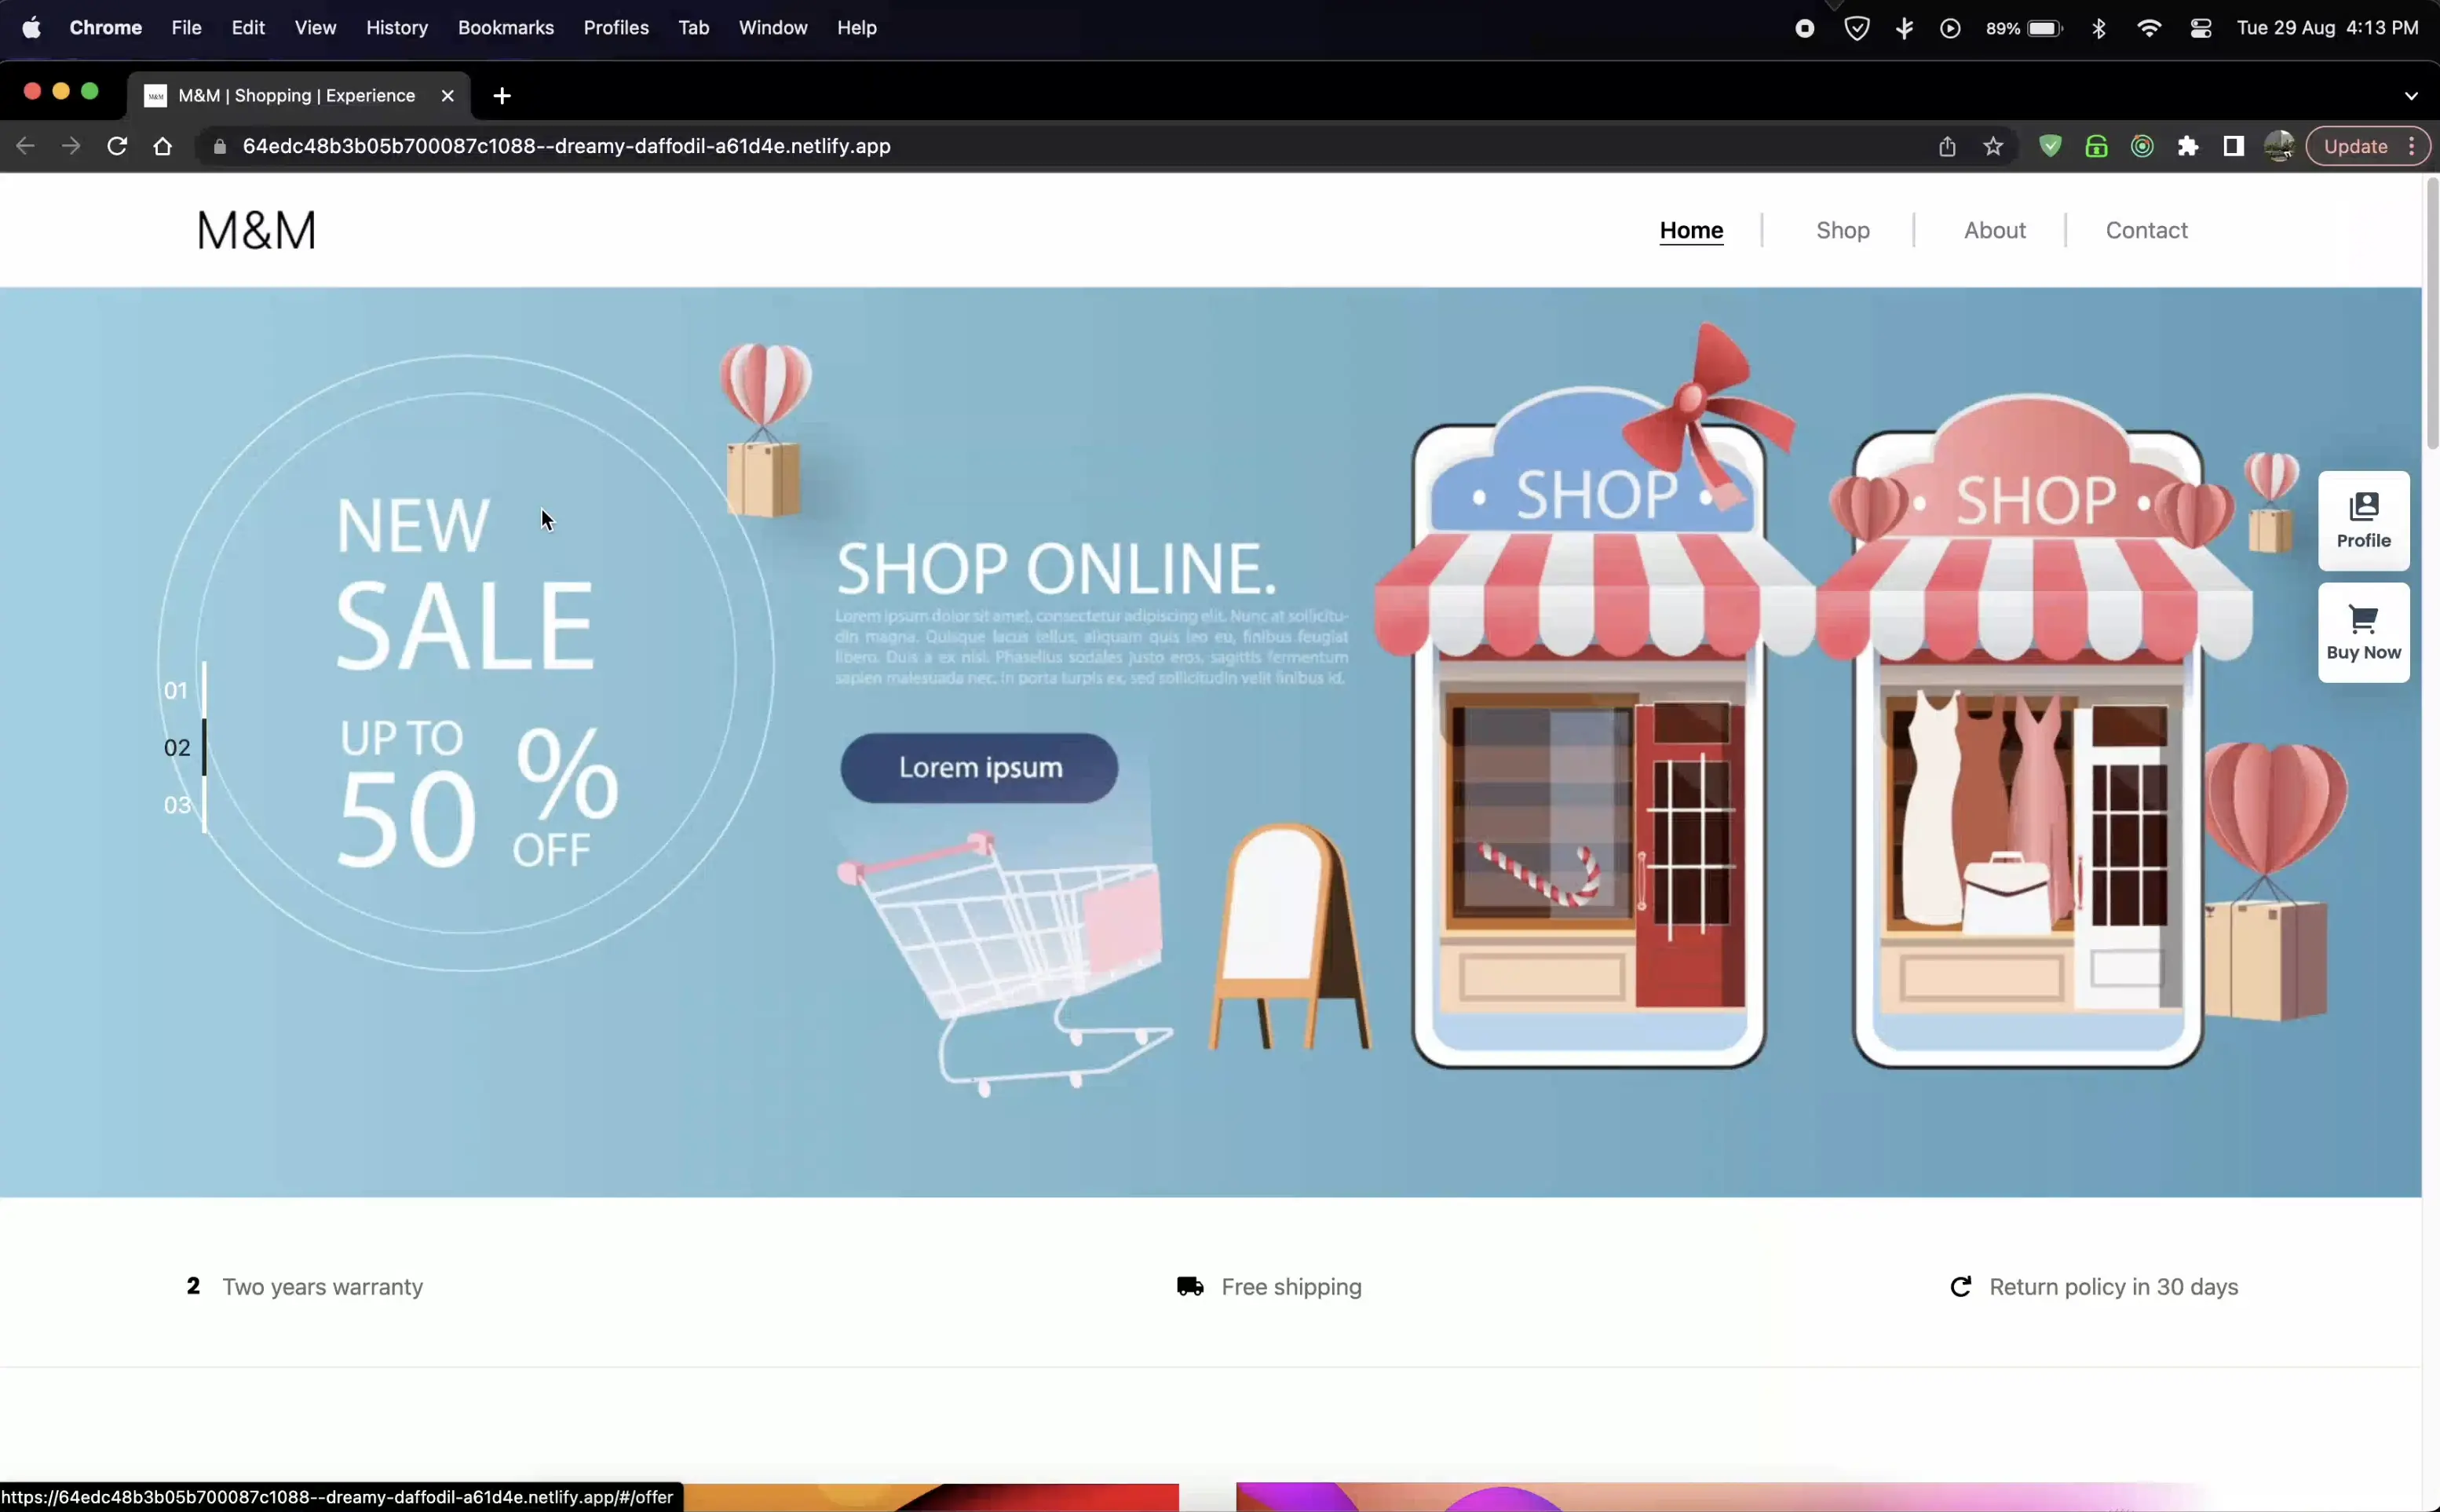 Chrome File Edit View History Bookmarks Profiles Tab Window Help 89% Tue 29 Aug 4:13 PM
M&M | Shopping | Experience
64edc48b3b05b700087c1088--dreamy-daffodil-a61d4e.netlify.app Update
M&M Home Shop About Contact
NEW
SALE
UP TO
50 %
OFF
01
02
03
SHOP ONLINE.
Lorem ipsum dolor sit amet, consectetur adipiscing elit. Nunc at sollicitu-
din magna. Quisque lacus tellus, aliquam quis leo eu, finibus feugiat
libero. Duis a ex nisl. Phasellus sodales justo eros, sagittis fermentum
sapien malesuada nec. In porta turpis ex, sed sollicitudin velit finibus id.
Lorem ipsum
SHOP
SHOP
Profile
Buy Now
2 Two years warranty
Free shipping
Return policy in 30 days
https://64edc48b3b05b700087c1088--dreamy-daffodil-a61d4e.netlify.app/#/offer